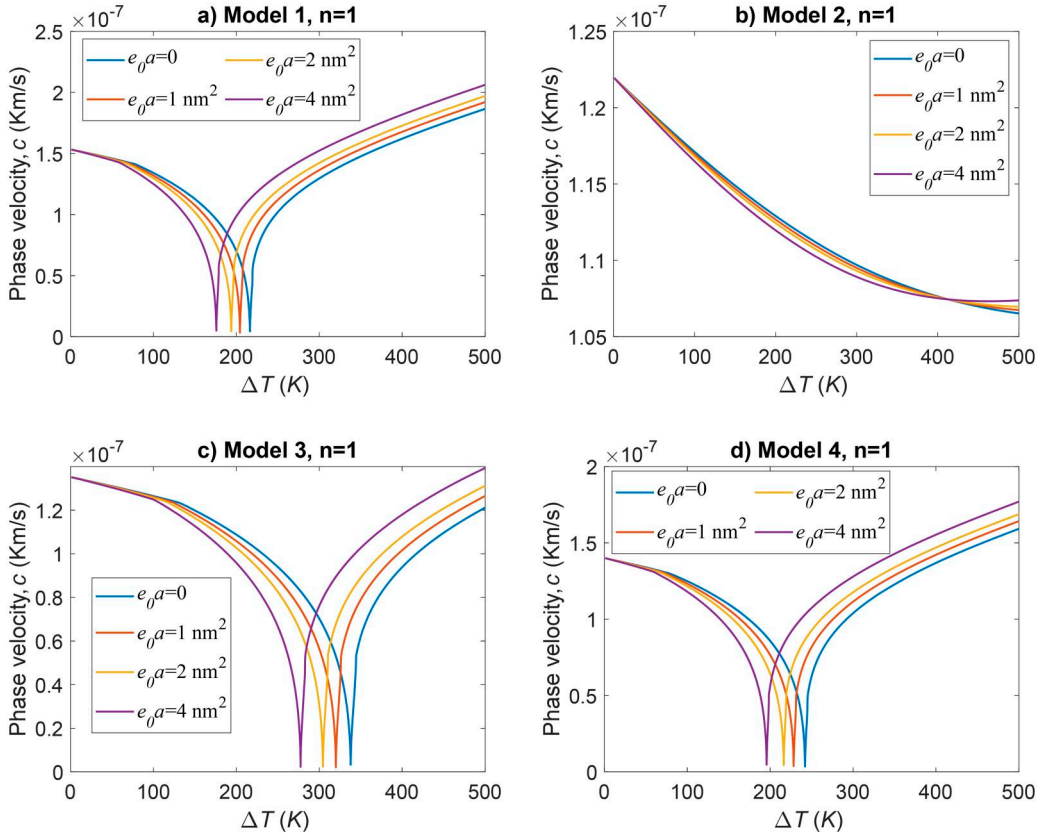 a) Model 1, n=1
×10⁻⁷
2.5
2
1.5
1
0.5
0
Phase velocity, c (Km/s)
e₀a=0
e₀a=2 nm²
e₀a=1 nm²
e₀a=4 nm²
0 100 200 300 400 500
ΔT (K)
b) Model 2, n=1
×10⁻⁷
1.25
1.2
1.15
1.1
1.05
Phase velocity, c (Km/s)
e₀a=0
e₀a=1 nm²
e₀a=2 nm²
e₀a=4 nm²
0 100 200 300 400 500
ΔT (K)
c) Model 3, n=1
×10⁻⁷
1.2
1
0.8
0.6
0.4
0.2
0
Phase velocity, c (Km/s)
e₀a=0
e₀a=1 nm²
e₀a=2 nm²
e₀a=4 nm²
0 100 200 300 400 500
ΔT (K)
d) Model 4, n=1
×10⁻⁷
2
1.5
1
0.5
0
Phase velocity, c (Km/s)
e₀a=0
e₀a=2 nm²
e₀a=1 nm²
e₀a=4 nm²
0 100 200 300 400 500
ΔT (K)